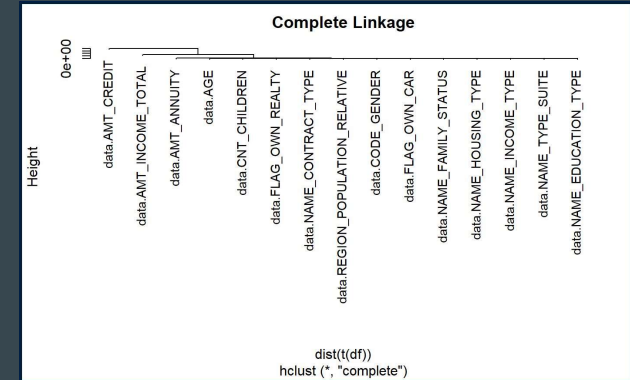 Complete Linkage
0e+00
Height
data.AMT_CREDIT
data.AMT_INCOME_TOTAL
data.AMT_ANNUITY
data.AGE
data.CNT_CHILDREN
data.FLAG_OWN_REALTY
data.NAME_CONTRACT_TYPE
data.REGION_POPULATION_RELATIVE
data.CODE_GENDER
data.FLAG_OWN_CAR
data.NAME_FAMILY_STATUS
data.NAME_HOUSING_TYPE
data.NAME_INCOME_TYPE
data.NAME_TYPE_SUITE
data.NAME_EDUCATION_TYPE
dist(t(df))
hclust (*, "complete")